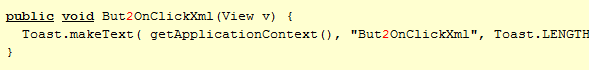 public void But2OnClickXml(View v) {
Toast.makeText( getApplicationContext(), "But2OnClickXml", Toast.LENGTH
}